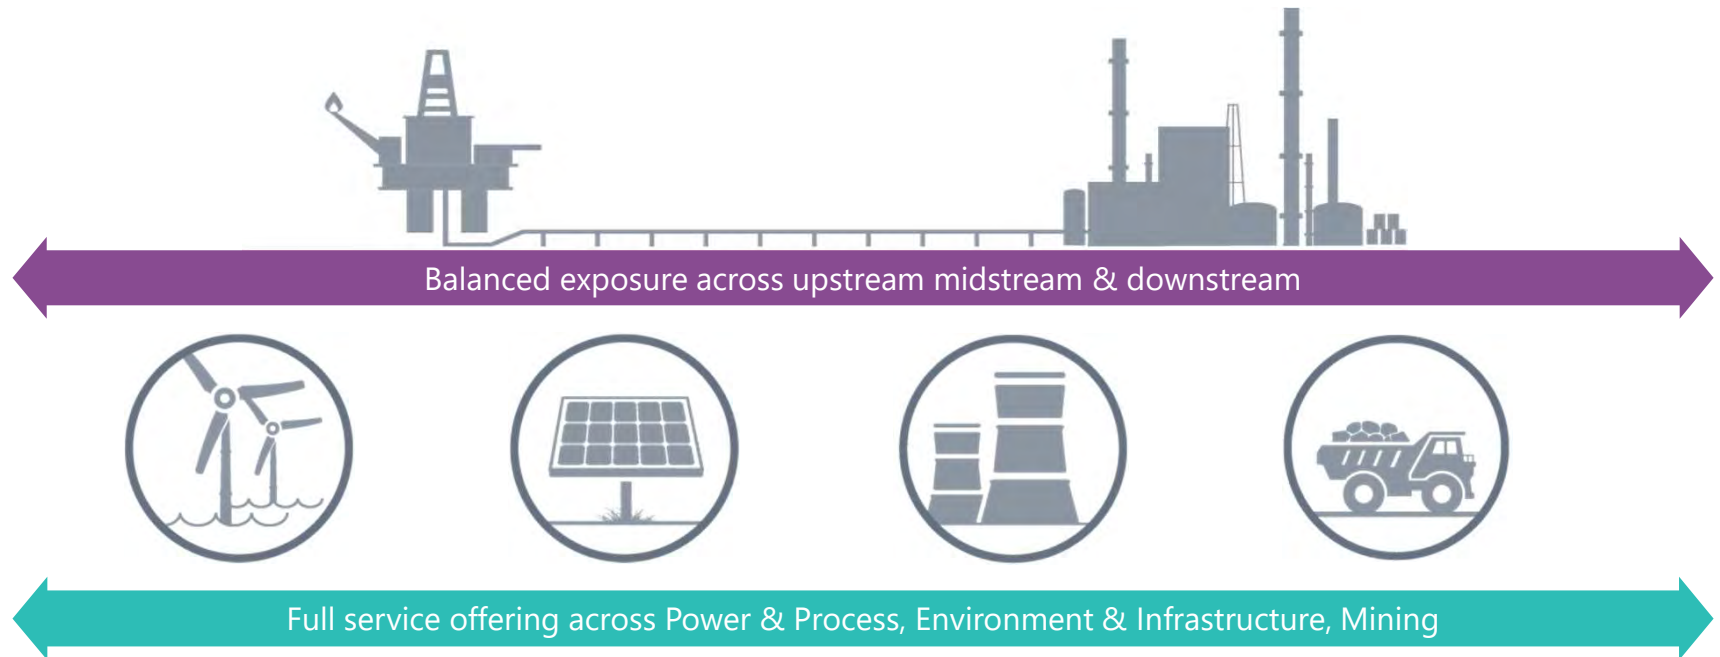 Balanced exposure across upstream midstream & downstream
Full service offering across Power & Process, Environment & Infrastructure, Mining